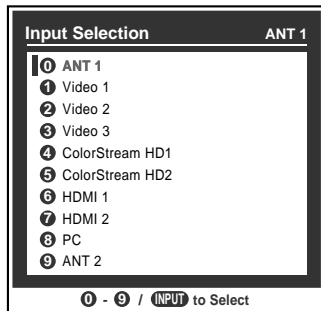 Input Selection ANT 1
0 ANT 1
1 Video 1
2 Video 2
3 Video 3
4 ColorStream HD1
5 ColorStream HD2
6 HDMI 1
7 HDMI 2
8 PC
9 ANT 2
0 - 9 / INPUT to Select